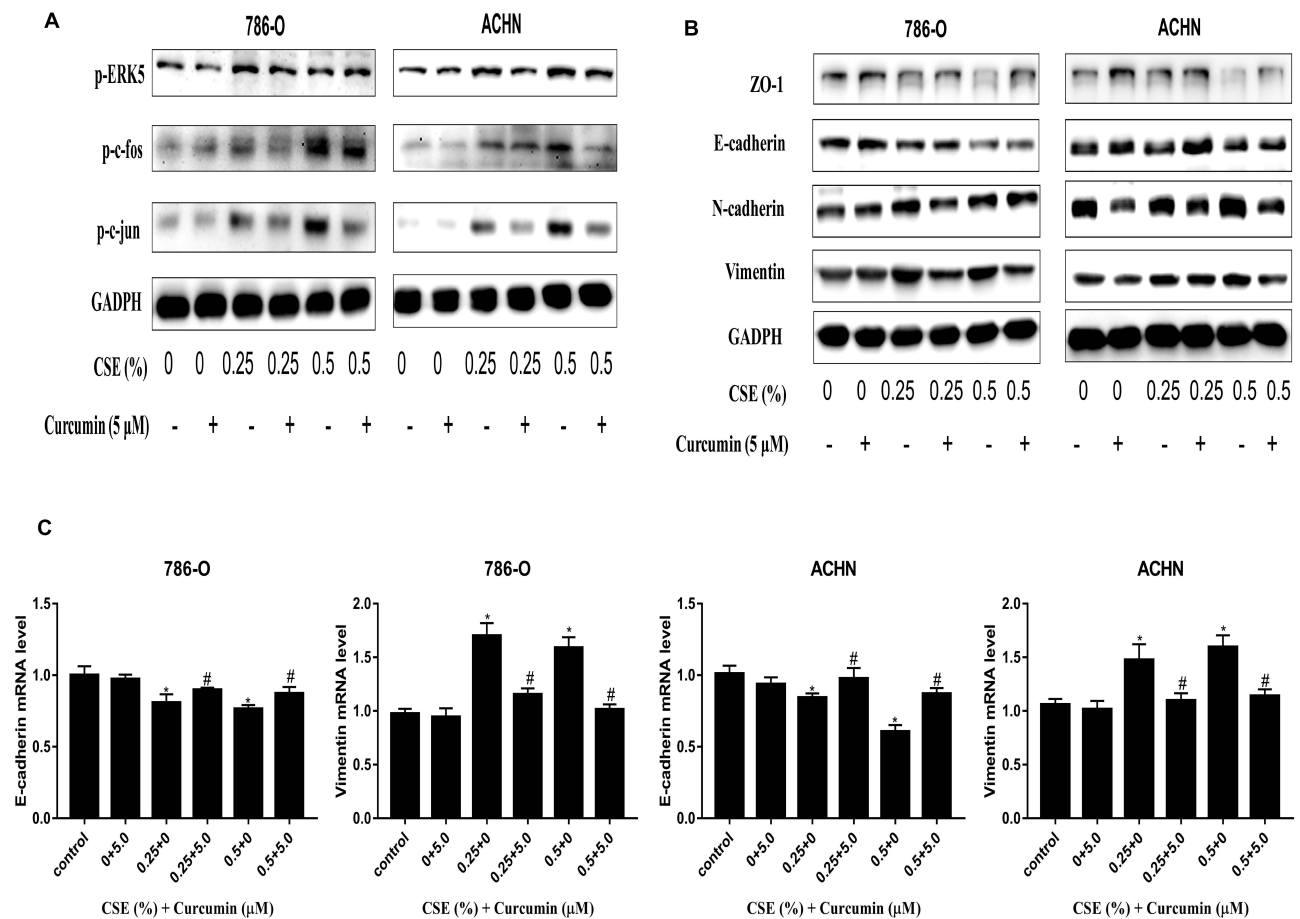 A
786-O
ACHN
p-ERK5
p-c-fos
p-c-jun
GADPH
CSE (%)
0 0 0.25 0.25 0.5 0.5
0 0 0.25 0.25 0.5 0.5
Curcumin (5 μM)
- + - + - +
- + - + - +
B
786-O
ACHN
ZO-1
E-cadherin
N-cadherin
Vimentin
GADPH
CSE (%)
0 0 0.25 0.25 0.5 0.5
0 0 0.25 0.25 0.5 0.5
Curcumin (5 μM)
- + - + - +
- + - + - +
C
786-O
E-cadherin mRNA level
1.5
1.0
0.5
0.0
* # * #
control 0+5.0 0.25+0 0.25+5.0 0.5+0 0.5+5.0
CSE (%) + Curcumin (μM)
786-O
Vimentin mRNA level
2.0
1.5
1.0
0.5
0.0
* # * #
control 0+5.0 0.25+0 0.25+5.0 0.5+0 0.5+5.0
CSE (%) + Curcumin (μM)
ACHN
E-cadherin mRNA level
1.5
1.0
0.5
0.0
* # * #
control 0+5.0 0.25+0 0.25+5.0 0.5+0 0.5+5.0
CSE (%) + Curcumin (μM)
ACHN
Vimentin mRNA level
2.0
1.5
1.0
0.5
0.0
* # * #
control 0+5.0 0.25+0 0.25+5.0 0.5+0 0.5+5.0
CSE (%) + Curcumin (μM)